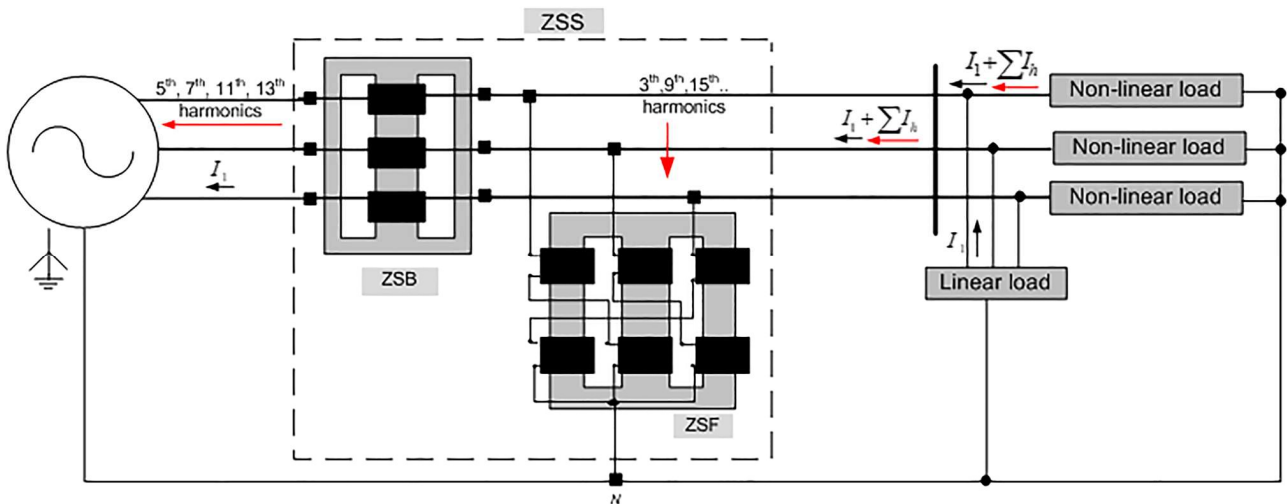 ZSS
5th, 7th, 11th, 13th
harmonics
I1
ZSB
3th,9th,15th..
harmonics
I1+∑Ih
I1+∑Ih
Non-linear load
Non-linear load
Non-linear load
I1
Linear load
ZSF
N